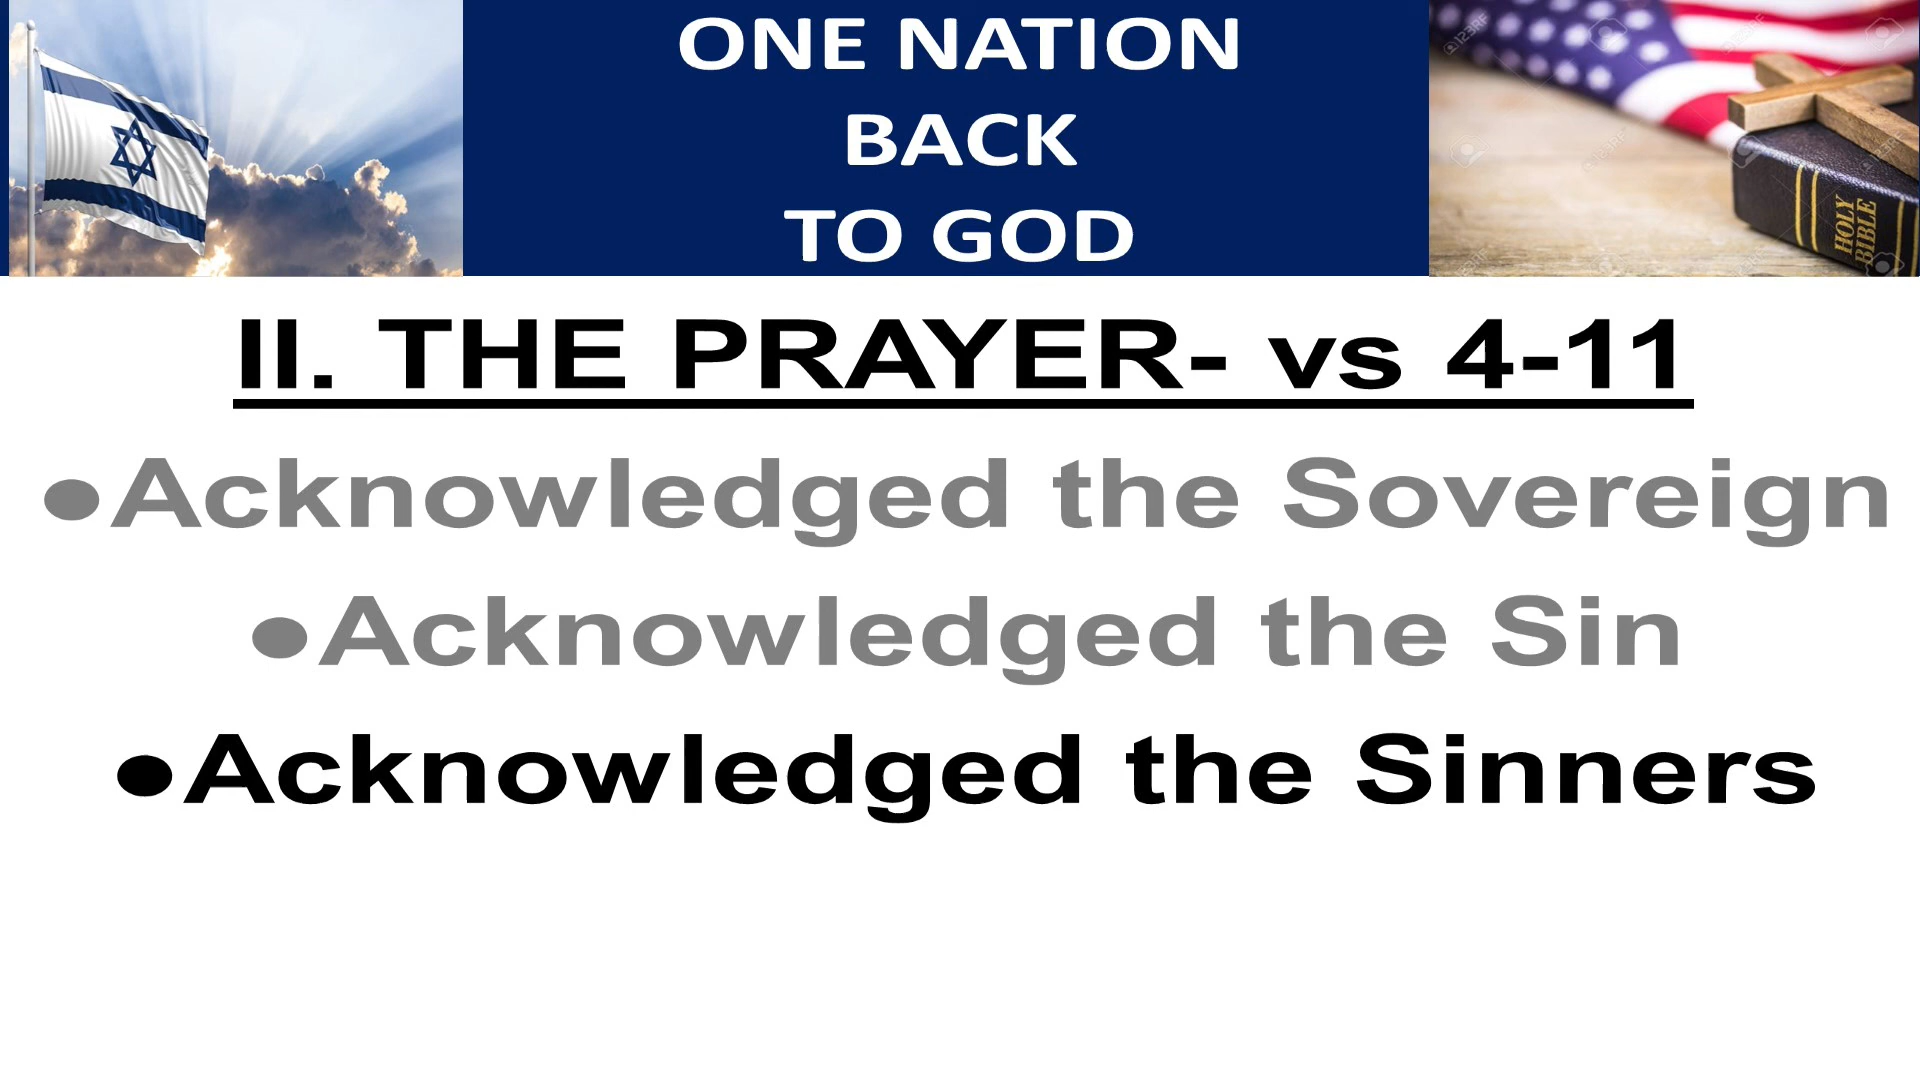 ONE NATION
BACK
TO GOD
HOLY
BIBLE
II. THE PRAYER- vs 4-11
●Acknowledged the Sovereign
●Acknowledged the Sin
●Acknowledged the Sinners
123RF